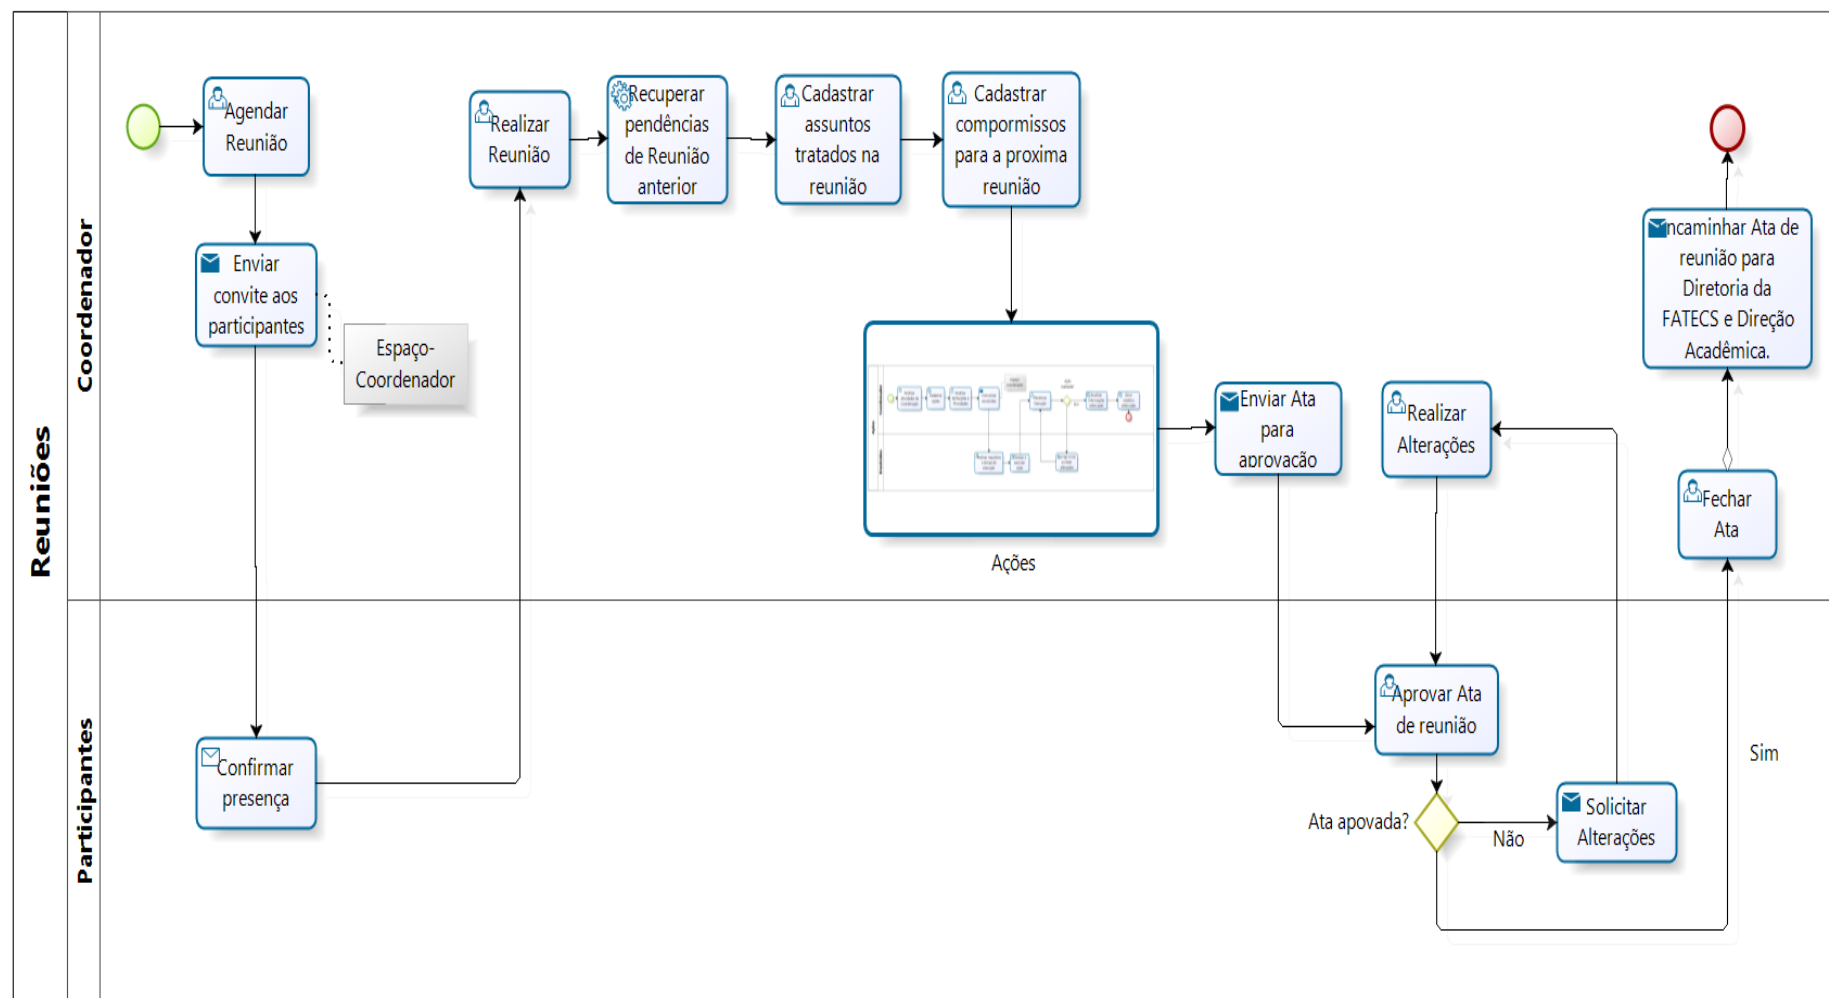 Reuniões
Coordenador
Participantes
Agendar
Reunião
Enviar
convite aos
participantes
Espaço-
Coordenador
Confirmar
presença
Realizar
Reunião
Recuperar
pendências
de Reunião
anterior
Cadastrar
assuntos
tratados na
reunião
Cadastrar
compormissos
para a proxima
reunião
Ações
Enviar Ata
para
aprovação
Realizar
Alterações
Aprovar Ata
de reunião
Ata apovada?
Não
Solicitar
Alterações
Sim
Fechar
Ata
ncaminhar Ata de
reunião para
Diretoria da
FATECS e Direção
Acadêmica.